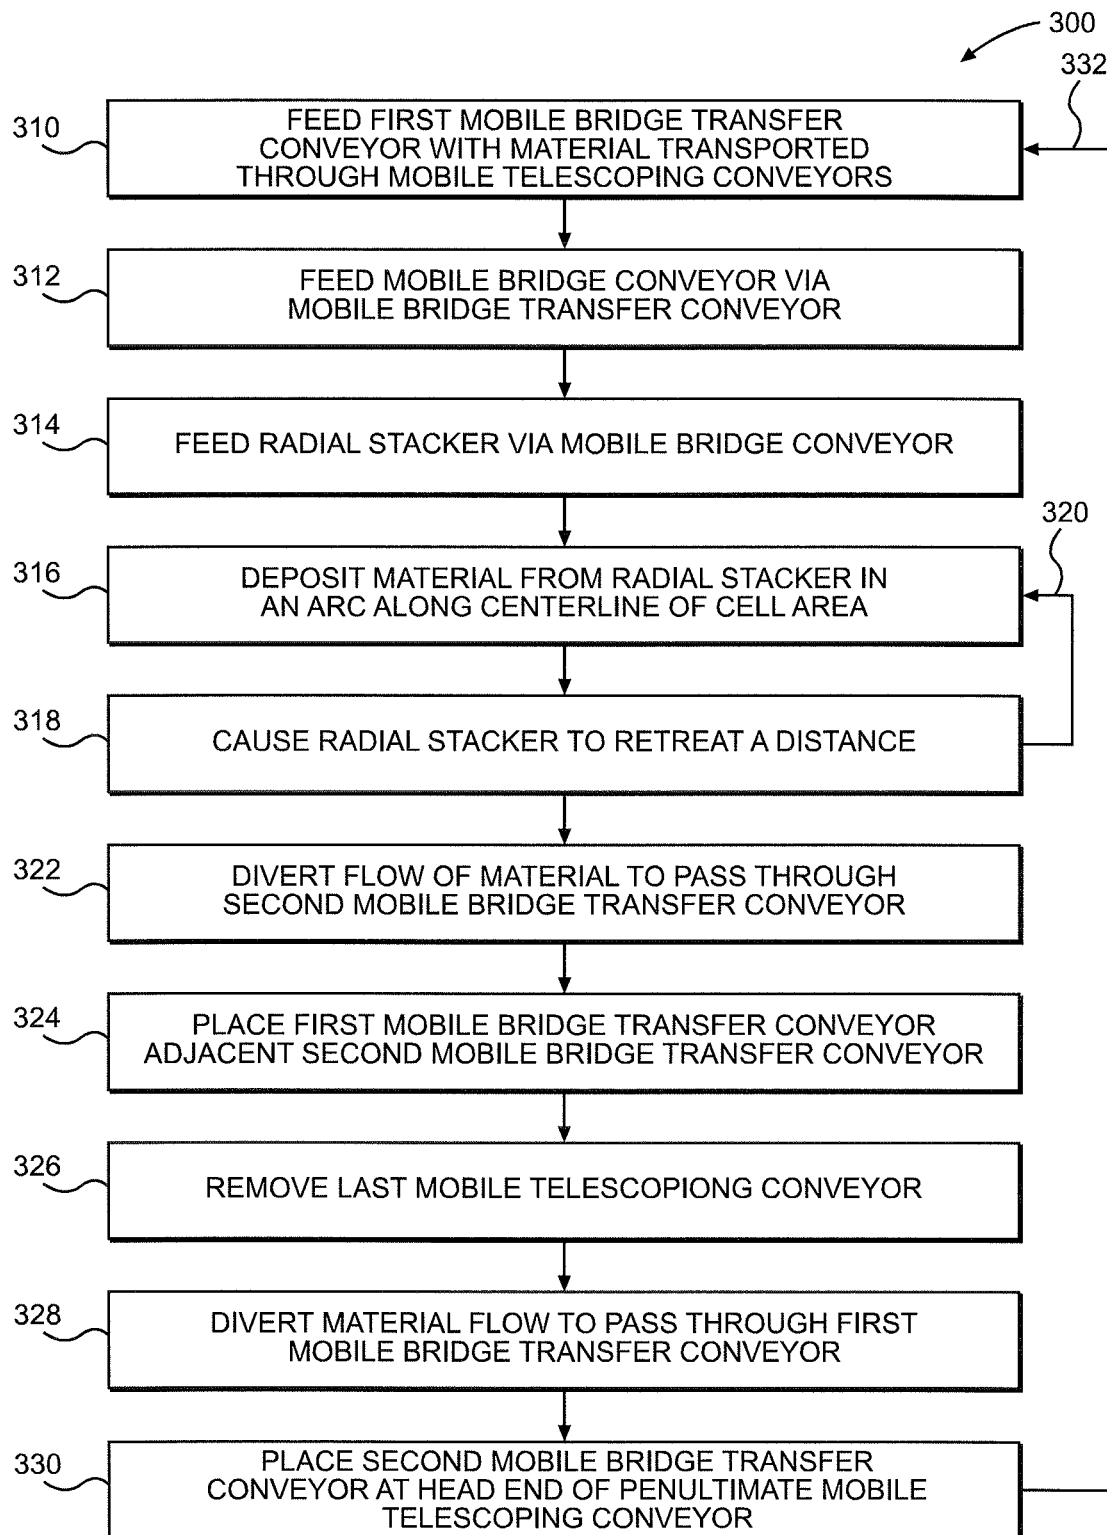 300
332
310
FEED FIRST MOBILE BRIDGE TRANSFER
CONVEYOR WITH MATERIAL TRANSPORTED
THROUGH MOBILE TELESCOPING CONVEYORS
312
FEED MOBILE BRIDGE CONVEYOR VIA
MOBILE BRIDGE TRANSFER CONVEYOR
314
FEED RADIAL STACKER VIA MOBILE BRIDGE CONVEYOR
320
316
DEPOSIT MATERIAL FROM RADIAL STACKER IN
AN ARC ALONG CENTERLINE OF CELL AREA
318
CAUSE RADIAL STACKER TO RETREAT A DISTANCE
322
DIVERT FLOW OF MATERIAL TO PASS THROUGH
SECOND MOBILE BRIDGE TRANSFER CONVEYOR
324
PLACE FIRST MOBILE BRIDGE TRANSFER CONVEYOR
ADJACENT SECOND MOBILE BRIDGE TRANSFER CONVEYOR
326
REMOVE LAST MOBILE TELESCOPIONG CONVEYOR
328
DIVERT MATERIAL FLOW TO PASS THROUGH FIRST
MOBILE BRIDGE TRANSFER CONVEYOR
330
PLACE SECOND MOBILE BRIDGE TRANSFER
CONVEYOR AT HEAD END OF PENULTIMATE MOBILE
TELESCOPING CONVEYOR